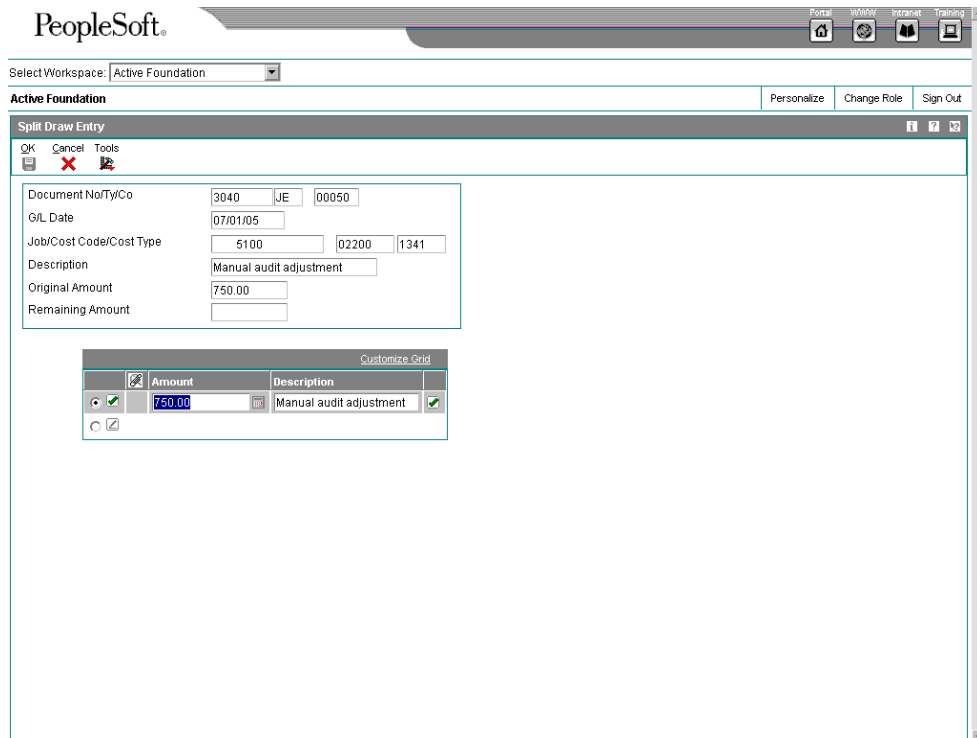 Portal WWW Intranet Training
PeopleSoft.
Select Workspace: Active Foundation
Active Foundation Personalize Change Role Sign Out
Split Draw Entry i ?
OK Cancel Tools
Document No/Ty/Co 3040 JE 00050
G/L Date 07/01/05
Job/Cost Code/Cost Type 5100 02200 1341
Description Manual audit adjustment
Original Amount 750.00
Remaining Amount
Customize Grid
Amount Description
750.00 Manual audit adjustment